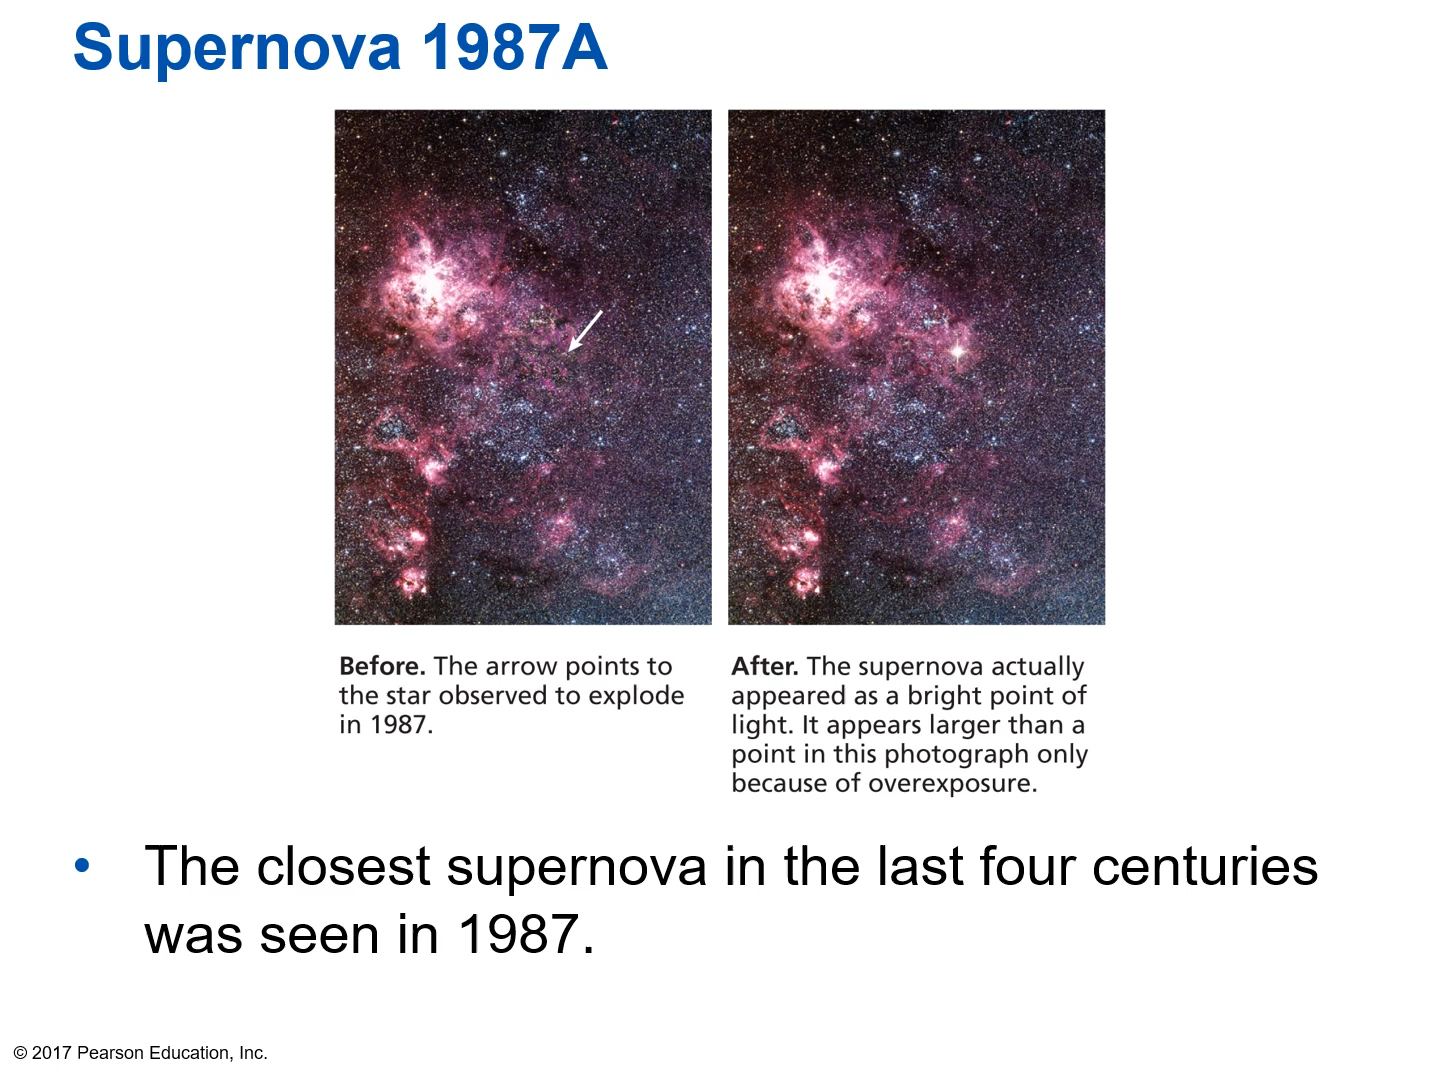 Supernova 1987A
Before. The arrow points to
the star observed to explode
in 1987.
After. The supernova actually
appeared as a bright point of
light. It appears larger than a
point in this photograph only
because of overexposure.
• The closest supernova in the last four centuries
was seen in 1987.
© 2017 Pearson Education, Inc.